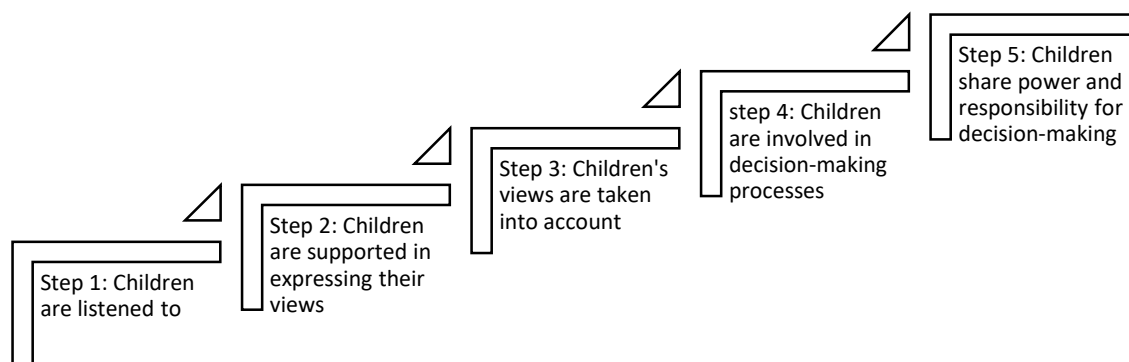 Step 1: Children
are listened to
Step 2: Children
are supported in
expressing their
views
Step 3: Children's
views are taken
into account
step 4: Children
are involved in
decision-making
processes
Step 5: Children
share power and
responsibility for
decision-making